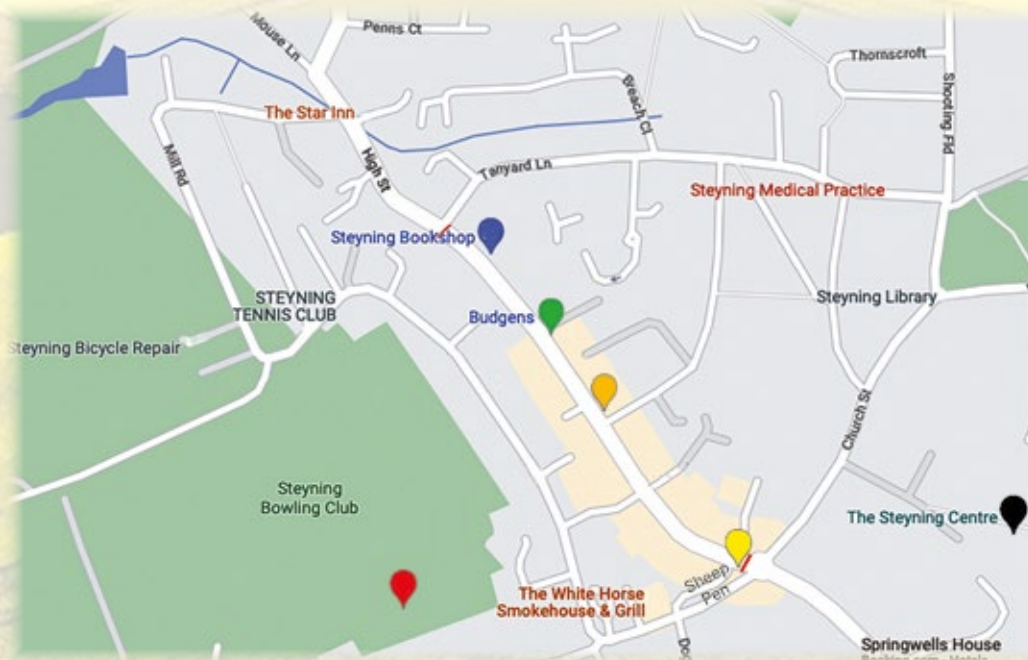 Mouse Ln
Penns Ct
Thornscroft
The Star Inn
Breach Cl
Shooting Fld
Mill Rd
High St
Tanyard Ln
Steyning Medical Practice
Steyning Bookshop
STEYNING
TENNIS CLUB
Steyning Library
Budgens
Steyning Bicycle Repair
Church St
Steyning
Bowling Club
The Steyning Centre
Sheep
Pen
The White Horse
Smokehouse & Grill
Springwells House